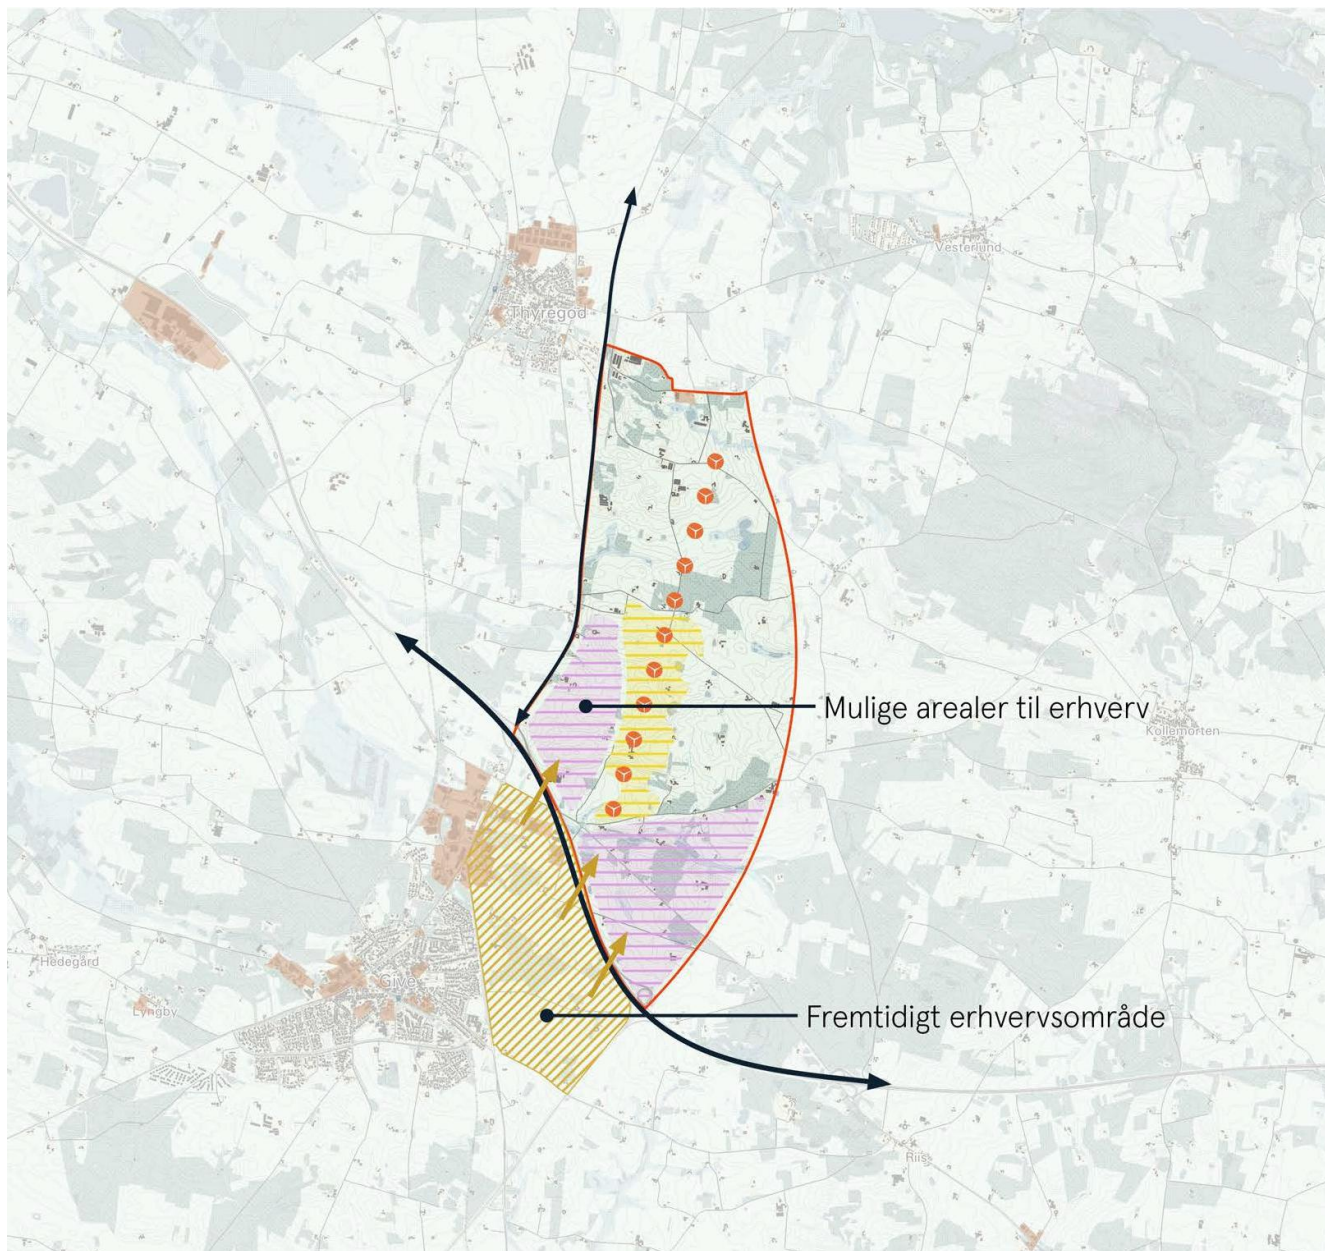 Vesterlund
Thyregod
Mulige arealer til erhverv
Kollemorten
Hedegård
Give
Lyngby
Fremtidigt erhvervsområde
Riis